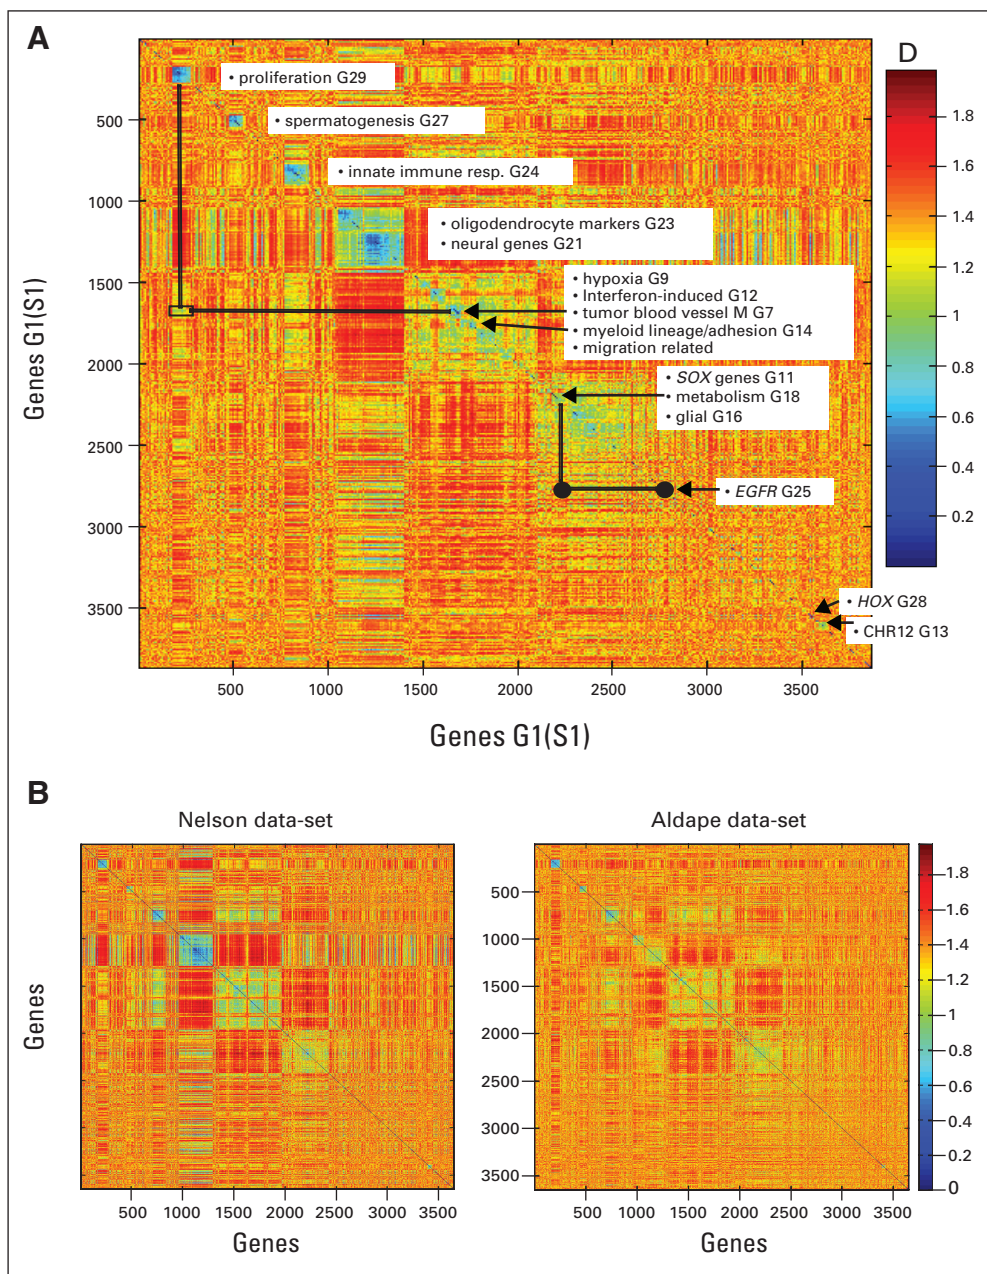 A
D
• proliferation G29
• spermatogenesis G27
• innate immune resp. G24
• oligodendrocyte markers G23
• neural genes G21
• hypoxia G9
• Interferon-induced G12
• tumor blood vessel M G7
• myeloid lineage/adhesion G14
• migration related
• SOX genes G11
• metabolism G18
• glial G16
• EGFR G25
• HOX G28
• CHR12 G13
500
1000
1500
2000
2500
3000
3500
Genes G1(S1)
500 1000 1500 2000 2500 3000 3500
Genes G1(S1)
1.8
1.6
1.4
1.2
1
0.8
0.6
0.4
0.2
B
Nelson data-set
Aldape data-set
Genes
500 1000 1500 2000 2500 3000 3500
Genes
500
1000
1500
2000
2500
3000
3500
500 1000 1500 2000 2500 3000 3500
Genes
1.8
1.6
1.4
1.2
1
0.8
0.6
0.4
0.2
0